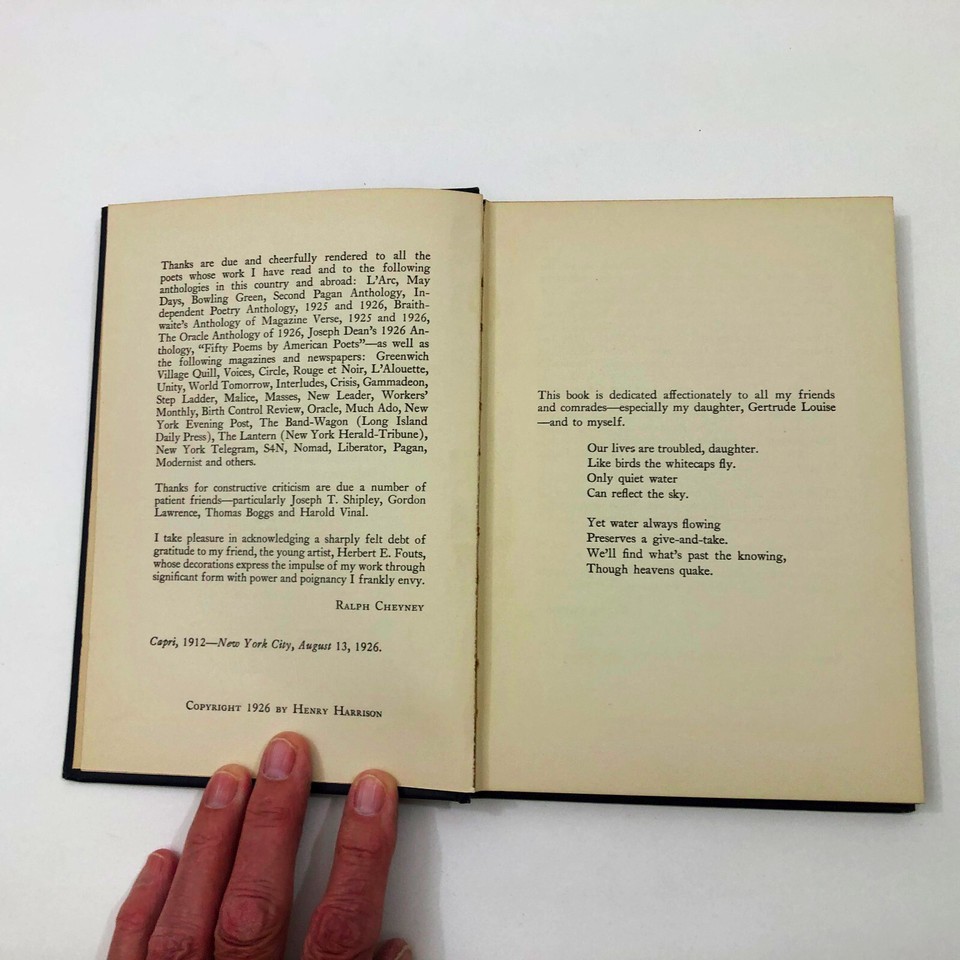 Thanks are due and cheerfully rendered to all the
poets whose work I have read and to the following
anthologies in this country and abroad: L'Arc, May
Days, Bowling Green, Second Pagan Anthology, In-
dependent Poetry Anthology, 1925 and 1926, Braith-
waite's Anthology of Magazine Verse, 1925 and 1926,
The Oracle Anthology of 1926, Joseph Dean's 1926 An-
thology, "Fifty Poems by American Poets"—as well as
the following magazines and newspapers: Greenwich
Village Quill, Voices, Circle, Rouge et Noir, L'Alouette,
Unity, World Tomorrow, Interludes, Crisis, Gammadeon,
Step Ladder, Malice, Masses, New Leader, Workers'
Monthly, Birth Control Review, Oracle, Much Ado, New
York Evening Post, The Band-Wagon (Long Island
Daily Press), The Lantern (New York Herald-Tribune),
New York Telegram, S4N, Nomad, Liberator, Pagan,
Modernist and others.
Thanks for constructive criticism are due a number of
patient friends—particularly Joseph T. Shipley, Gordon
Lawrence, Thomas Boggs and Harold Vinal.
I take pleasure in acknowledging a sharply felt debt of
gratitude to my friend, the young artist, Herbert E. Fouts,
whose decorations express the impulse of my work through
significant form with power and poignancy I frankly envy.
RALPH CHEYNEY
Capri, 1912—New York City, August 13, 1926.
COPYRIGHT 1926 BY HENRY HARRISON
This book is dedicated affectionately to all my friends
and comrades—especially my daughter, Gertrude Louise
—and to myself.
Our lives are troubled, daughter.
Like birds the whitecaps fly.
Only quiet water
Can reflect the sky.
Yet water always flowing
Preserves a give-and-take.
We'll find what's past the knowing,
Though heavens quake.